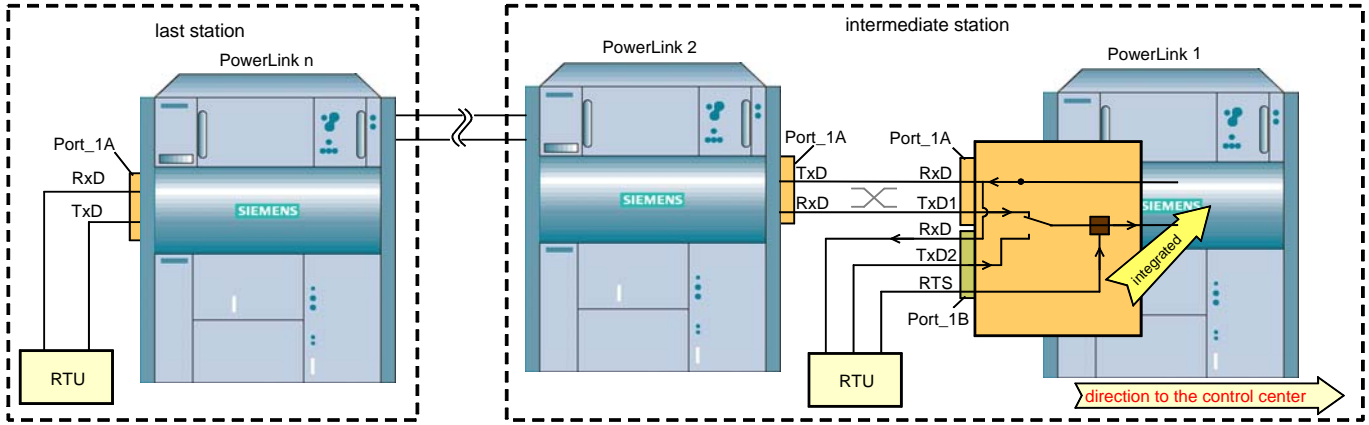 last station
PowerLink n
Port_1A
RxD
TxD
SIEMENS
RTU
intermediate station
PowerLink 2
PowerLink 1
SIEMENS
Port_1A
TxD
RxD
Port_1A
RxD
TxD1
RxD
TxD2
RTS
Port_1B
RTU
SIEMENS
integrated
direction to the control center